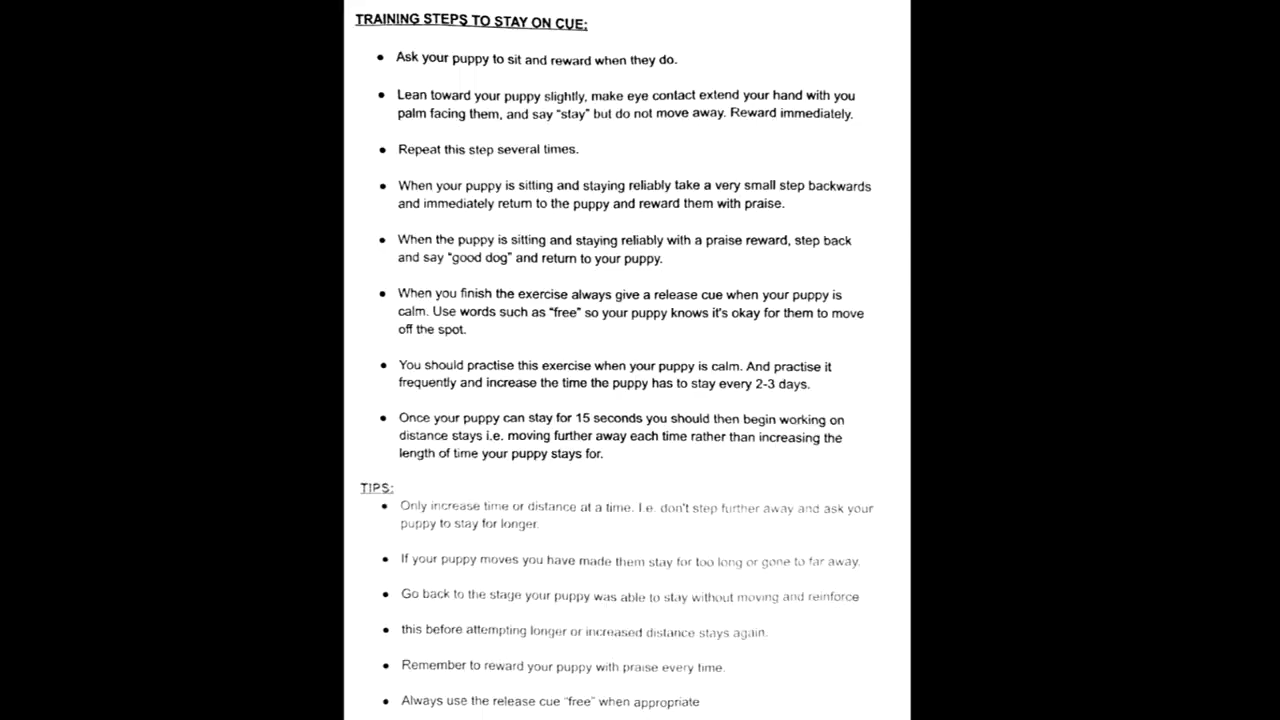 TRAINING STEPS TO STAY ON CUE:
• Ask your puppy to sit and reward when they do.
• Lean toward your puppy slightly, make eye contact extend your hand with you
palm facing them, and say “stay” but do not move away. Reward immediately.
• Repeat this step several times.
• When your puppy is sitting and staying reliably take a very small step backwards
and immediately return to the puppy and reward them with praise.
• When the puppy is sitting and staying reliably with a praise reward, step back
and say “good dog” and return to your puppy.
• When you finish the exercise always give a release cue when your puppy is
calm. Use words such as “free” so your puppy knows it's okay for them to move
off the spot.
• You should practise this exercise when your puppy is calm. And practise it
frequently and increase the time the puppy has to stay every 2-3 days.
• Once your puppy can stay for 15 seconds you should then begin working on
distance stays i.e. moving further away each time rather than increasing the
length of time your puppy stays for.
TIPS:
• Only increase time or distance at a time. I.e. don't step further away and ask your
puppy to stay for longer.
• If your puppy moves you have made them stay for too long or gone to far away.
• Go back to the stage your puppy was able to stay without moving and reinforce
• this before attempting longer or increased distance stays again.
• Remember to reward your puppy with praise every time.
• Always use the release cue “free” when appropriate